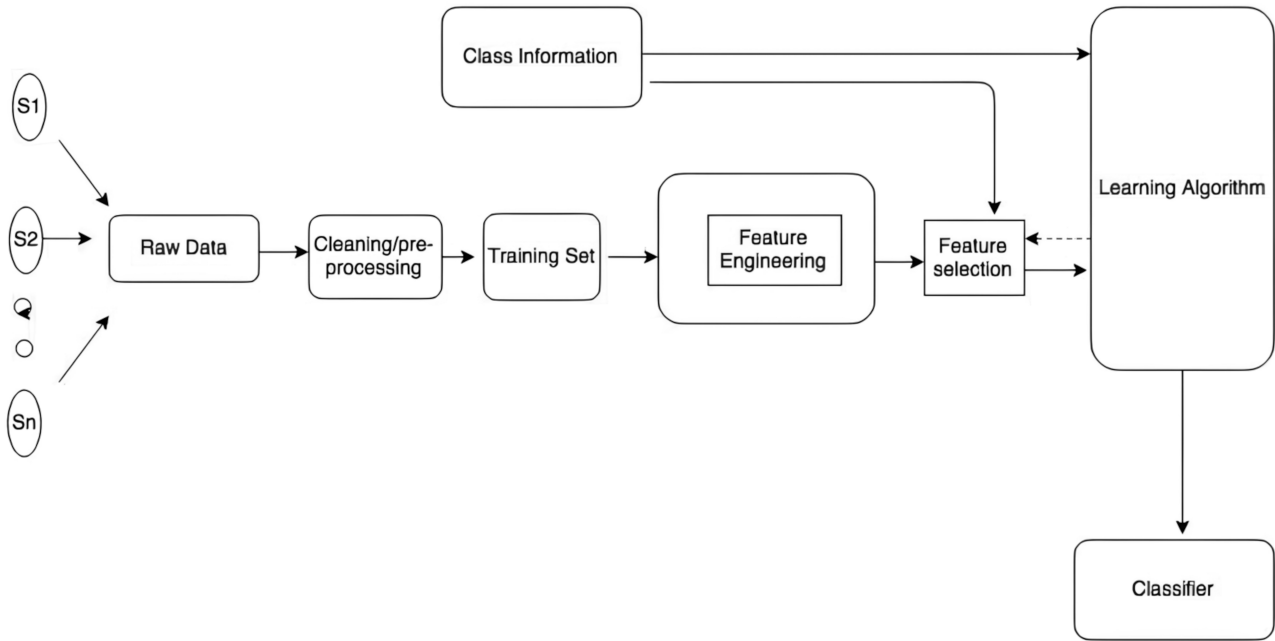 Class Information
S1
Learning Algorithm
S2
Raw Data
Cleaning/pre-
processing
Training Set
Feature
Engineering
Feature
selection
Sn
Classifier